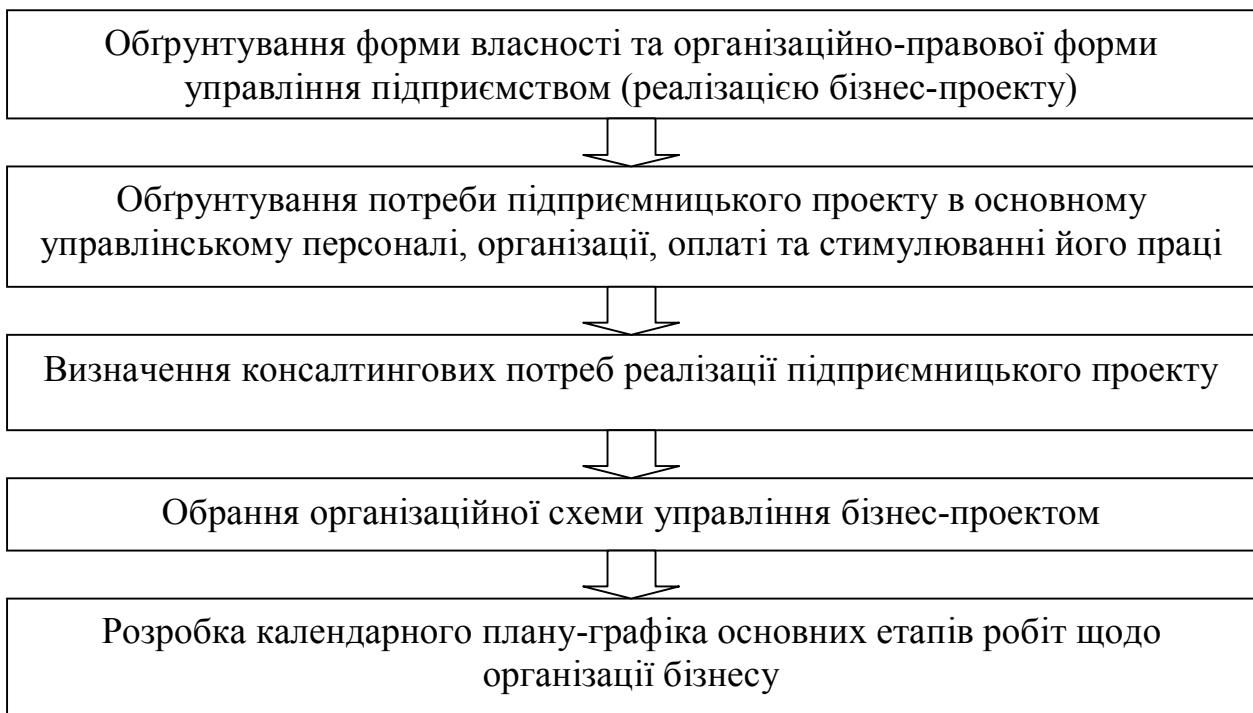 Обґрунтування форми власності та організаційно-правової форми
управління підприємством (реалізацією бізнес-проекту)
Обґрунтування потреби підприємницького проекту в основному
управлінському персоналі, організації, оплаті та стимулюванні його праці
Визначення консалтингових потреб реалізації підприємницького проекту
Обрання організаційної схеми управління бізнес-проектом
Розробка календарного плану-графіка основних етапів робіт щодо
організації бізнесу